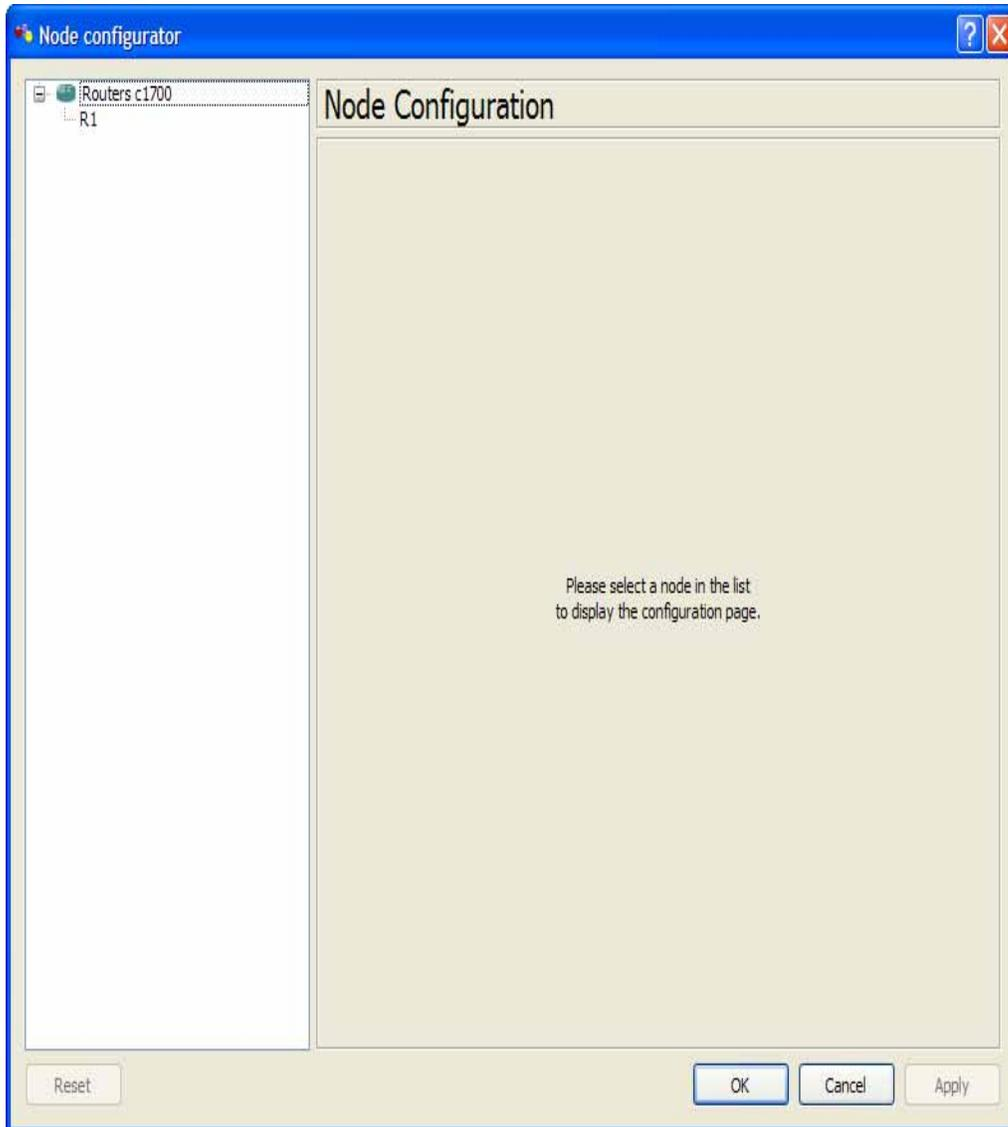 Node configurator
Routers c1700
R1
Node Configuration
Please select a node in the list
to display the configuration page.
Reset
OK
Cancel
Apply